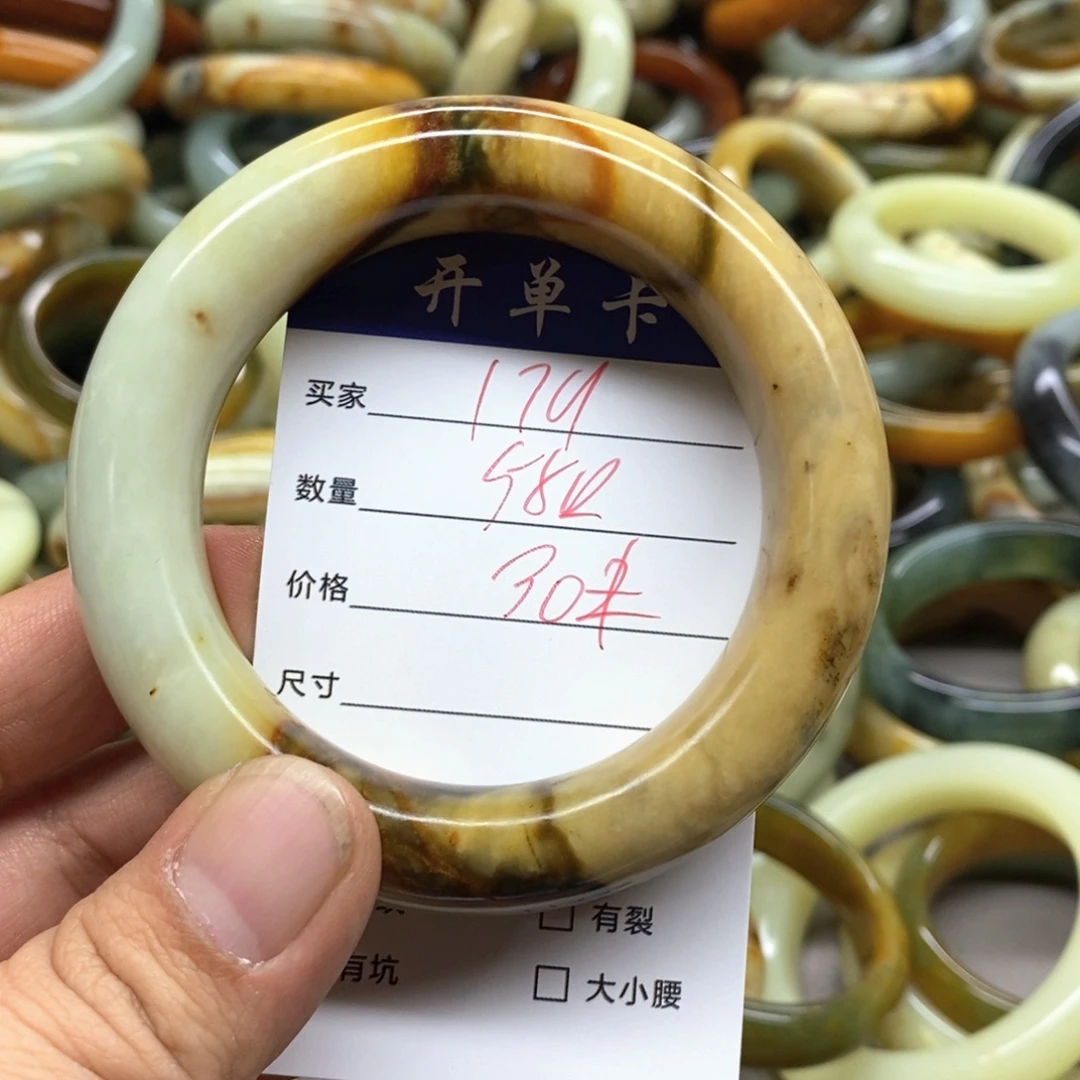 开单卡
买家 179
数量 58
价格 30
尺寸
□ 有裂
有坑 □ 大小腰